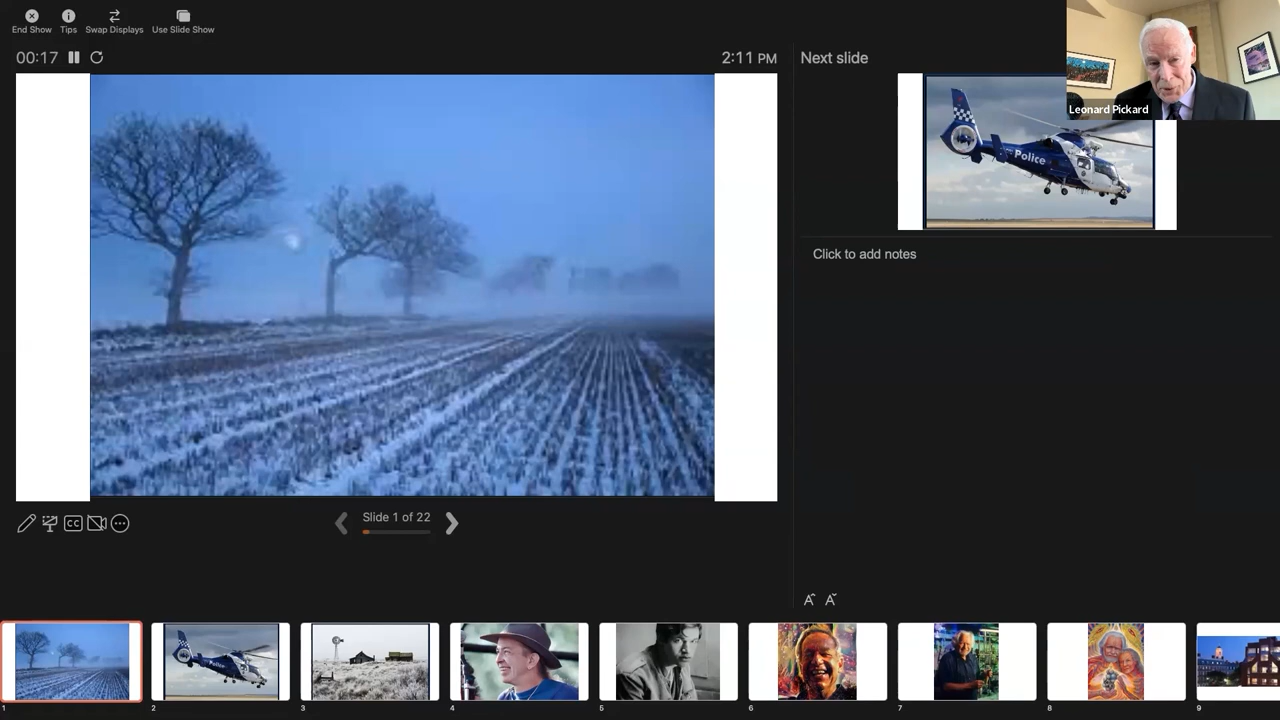 End Show
Tips
Swap Displays
Use Slide Show
00:17
2:11 PM
Next slide
Leonard Pickard
Police
Click to add notes
CC
Slide 1 of 22
A
A
1
2
3
4
5
6
7
8
9